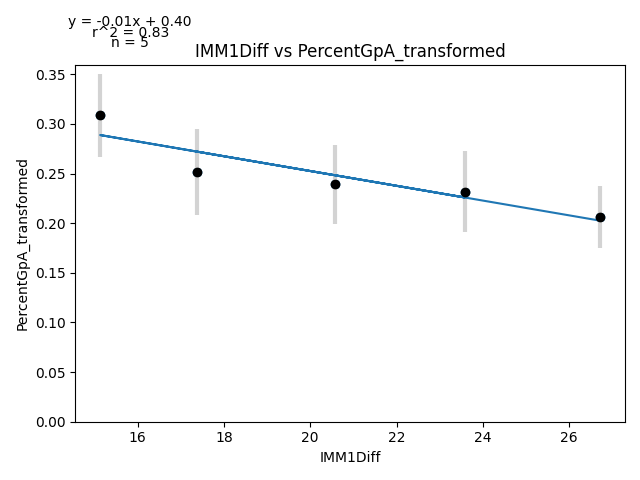 y = -0.01x + 0.40
r^2 = 0.83
n = 5
IMM1Diff vs PercentGpA_transformed
0.35
0.30
0.25
0.20
0.15
0.10
0.05
0.00
PercentGpA_transformed
16 18 20 22 24 26
IMM1Diff